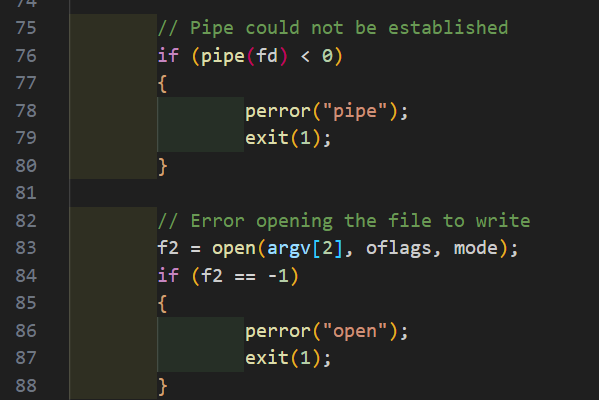 74
75 // Pipe could not be established
76 if (pipe(fd) < 0)
77 {
78 perror("pipe");
79 exit(1);
80 }
81
82 // Error opening the file to write
83 f2 = open(argv[2], oflags, mode);
84 if (f2 == -1)
85 {
86 perror("open");
87 exit(1);
88 }